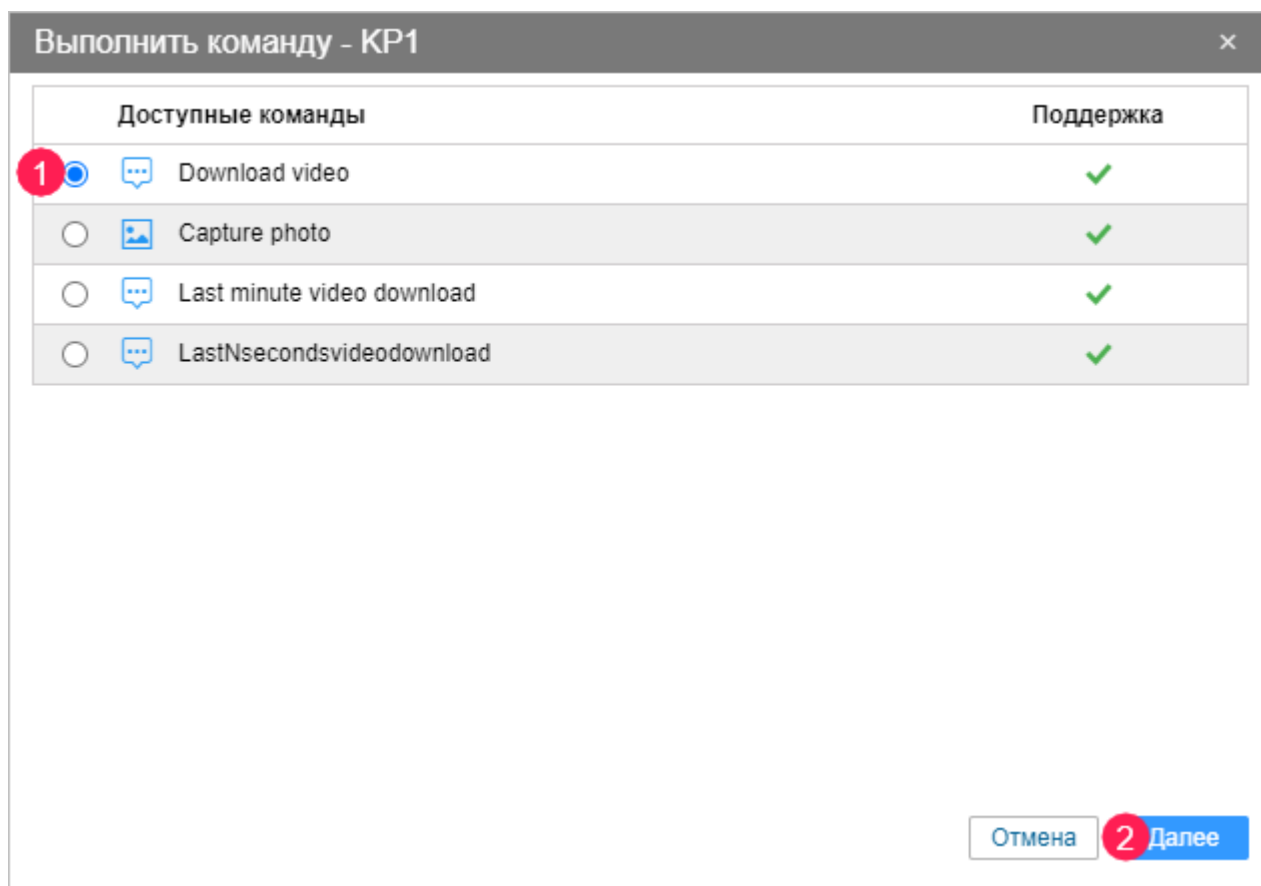 Выполнить команду - KP1 ×
Доступные команды Поддержка
1 Download video
Capture photo
Last minute video download
LastNsecondsvideodownload
Отмена 2 Далее